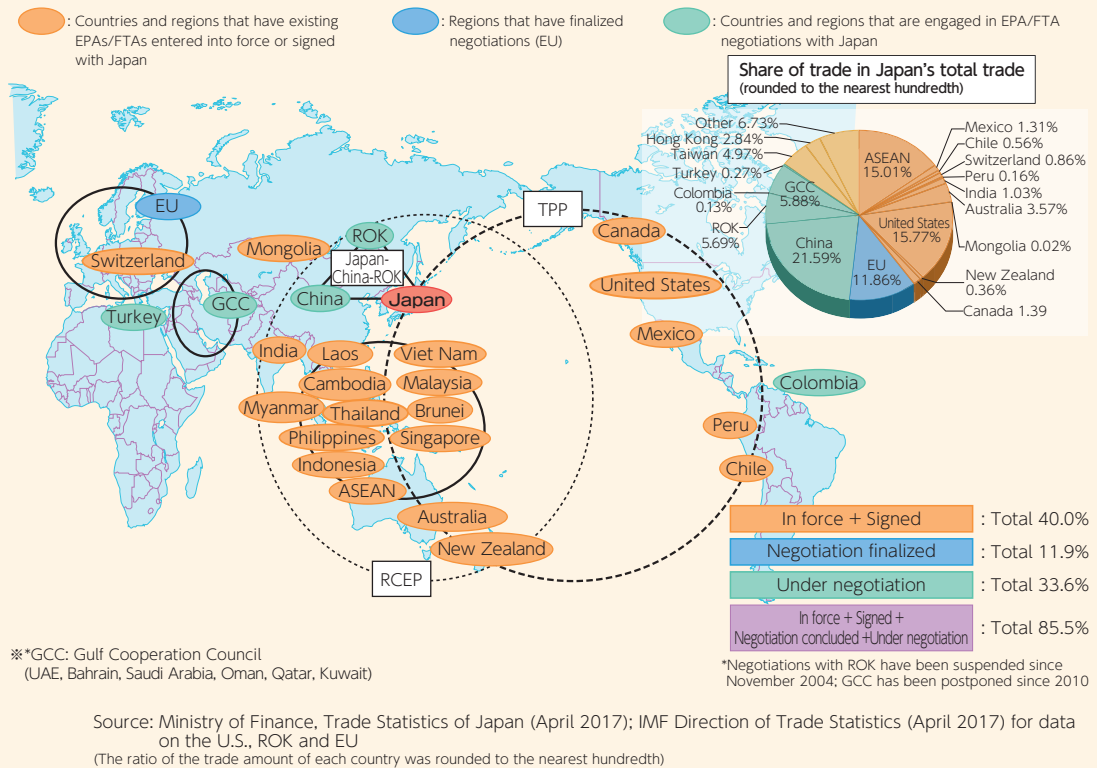 Countries and regions that have existing
EPAs/FTAs entered into force or signed
with Japan
Regions that have finalized
negotiations (EU)
Countries and regions that are engaged in EPA/FTA
negotiations with Japan
Share of trade in Japan's total trade
(rounded to the nearest hundredth)
Other 6.73%
Hong Kong 2.84%
Taiwan 4.97%
Turkey 0.27%
GCC
5.88%
Colombia
0.13%
ROK
5.69%
China
21.59%
EU
11.86%
ASEAN
15.01%
United States
15.77%
Mexico 1.31%
Chile 0.56%
Switzerland 0.86%
Peru 0.16%
India 1.03%
Australia 3.57%
Mongolia 0.02%
New Zealand
0.36%
Canada 1.39
EU
Switzerland
Turkey
GCC
Mongolia
ROK
Japan-
China-ROK
China
Japan
TPP
Canada
United States
Mexico
Colombia
Peru
Chile
India
Laos
Viet Nam
Cambodia
Malaysia
Myanmar
Thailand
Brunei
Philippines
Singapore
Indonesia
ASEAN
Australia
New Zealand
RCEP
In force + Signed : Total 40.0%
Negotiation finalized : Total 11.9%
Under negotiation : Total 33.6%
In force + Signed +
Negotiation concluded +Under negotiation : Total 85.5%
*Negotiations with ROK have been suspended since
November 2004; GCC has been postponed since 2010
※*GCC: Gulf Cooperation Council
(UAE, Bahrain, Saudi Arabia, Oman, Qatar, Kuwait)
Source: Ministry of Finance, Trade Statistics of Japan (April 2017); IMF Direction of Trade Statistics (April 2017) for data
on the U.S., ROK and EU
(The ratio of the trade amount of each country was rounded to the nearest hundredth)